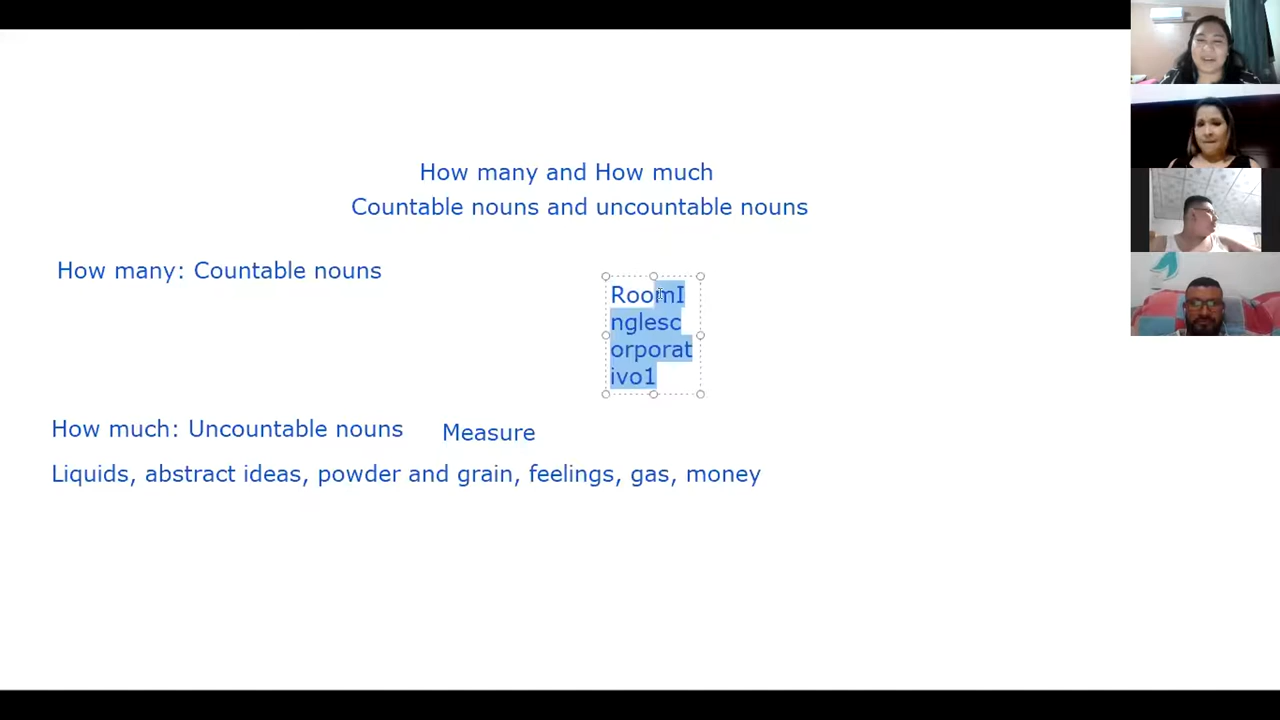 How many and How much
Countable nouns and uncountable nouns
How many: Countable nouns
RoomI
nglesc
orporat
ivo1
How much: Uncountable nouns
Measure
Liquids, abstract ideas, powder and grain, feelings, gas, money